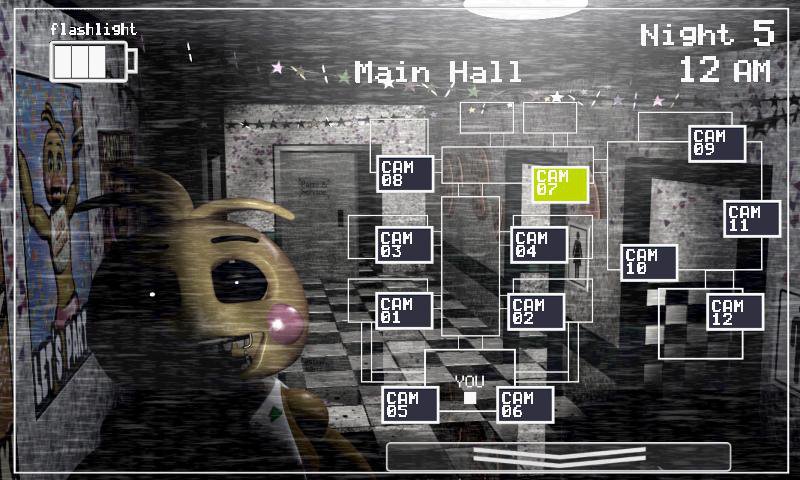 flashlight
Night 5
12 AM
Main Hall
CAM
09
CAM
08
CAM
07
CAM
11
CAM
03
CAM
04
CAM
10
CAM
01
CAM
02
CAM
12
YOU
CAM
05
CAM
06
LET'S PARTY